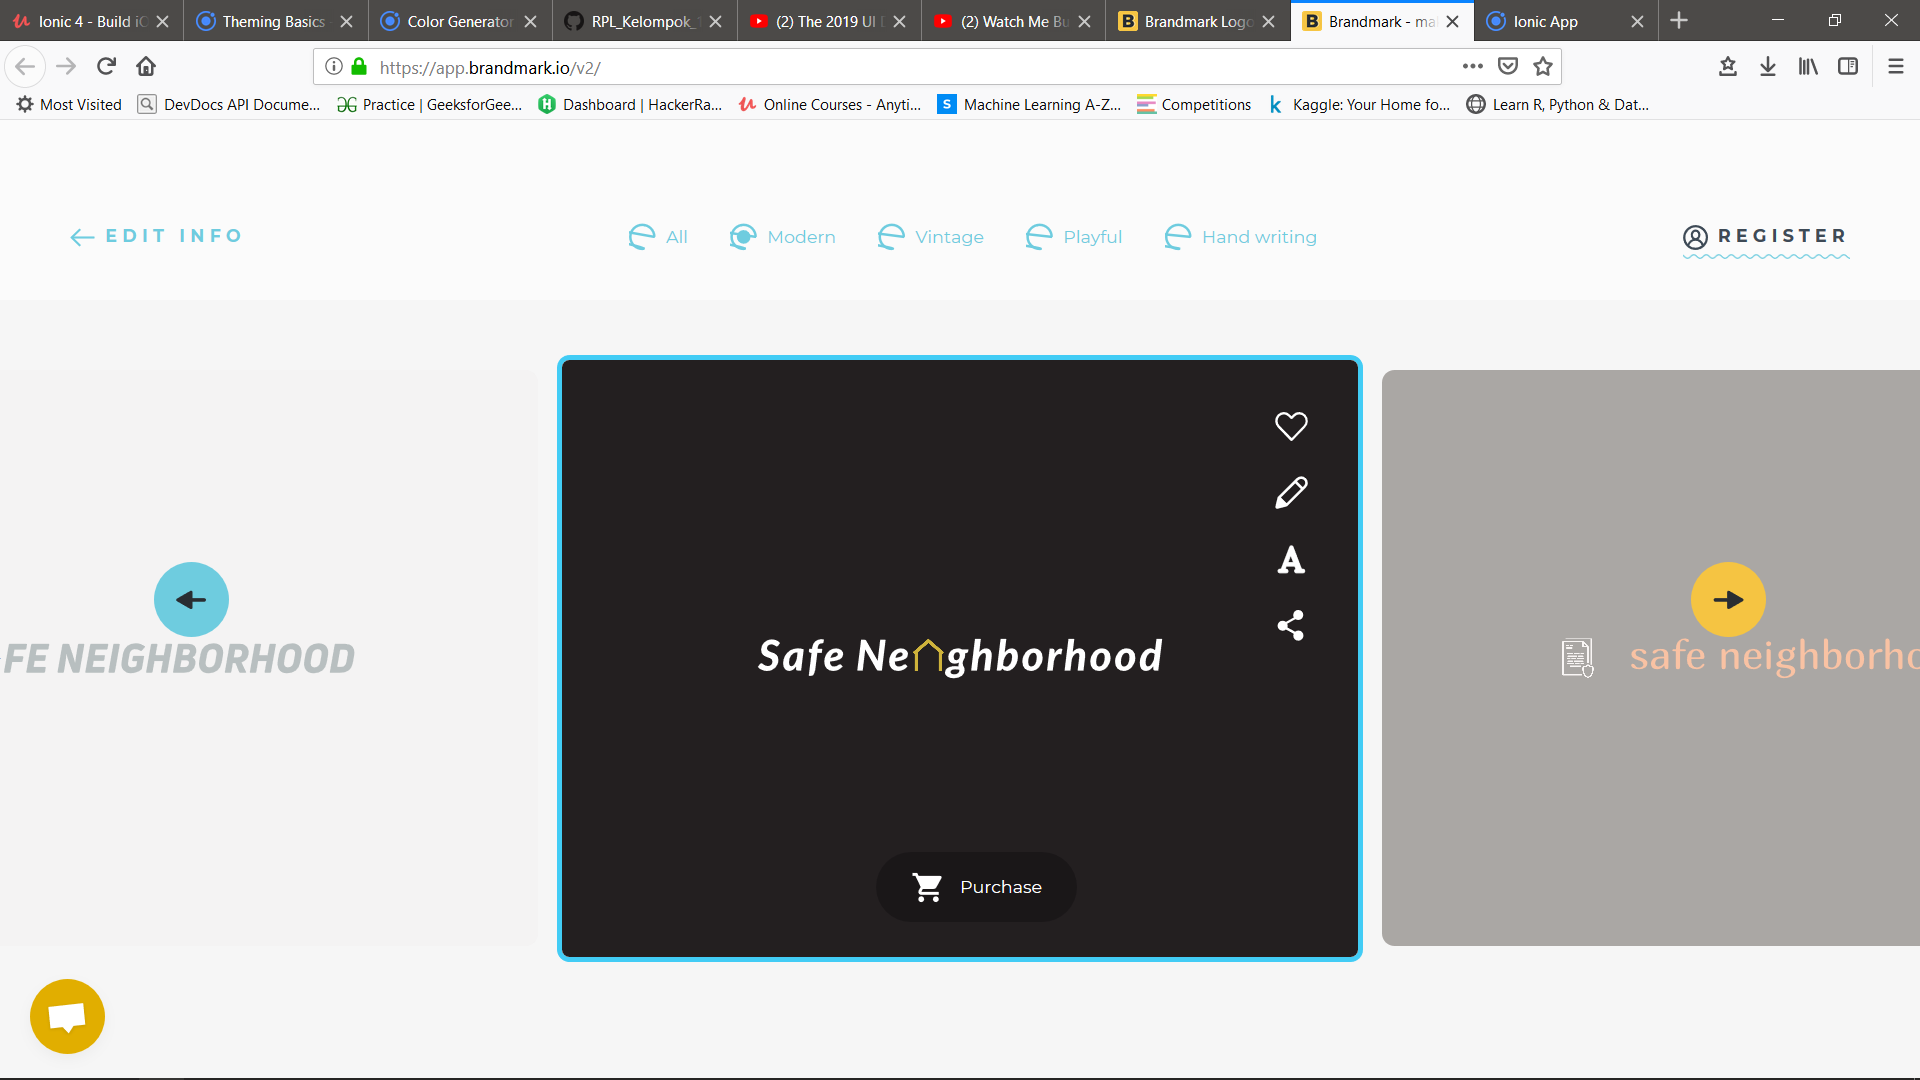 Ionic 4 - Build iO
Theming Basics
Color Generator
RPL_Kelompok_1
(2) The 2019 UI
(2) Watch Me Bu
Brandmark Logo
Brandmark - mak
Ionic App
https://app.brandmark.io/v2/
Most Visited
DevDocs API Docume...
Practice | GeeksforGee...
Dashboard | HackerRa...
Online Courses - Anyti...
Machine Learning A-Z...
Competitions
Kaggle: Your Home fo...
Learn R, Python & Dat...
EDIT INFO
All
Modern
Vintage
Playful
Hand writing
REGISTER
FE NEIGHBORHOOD
Safe Neighborhood
safe neighborho
Purchase